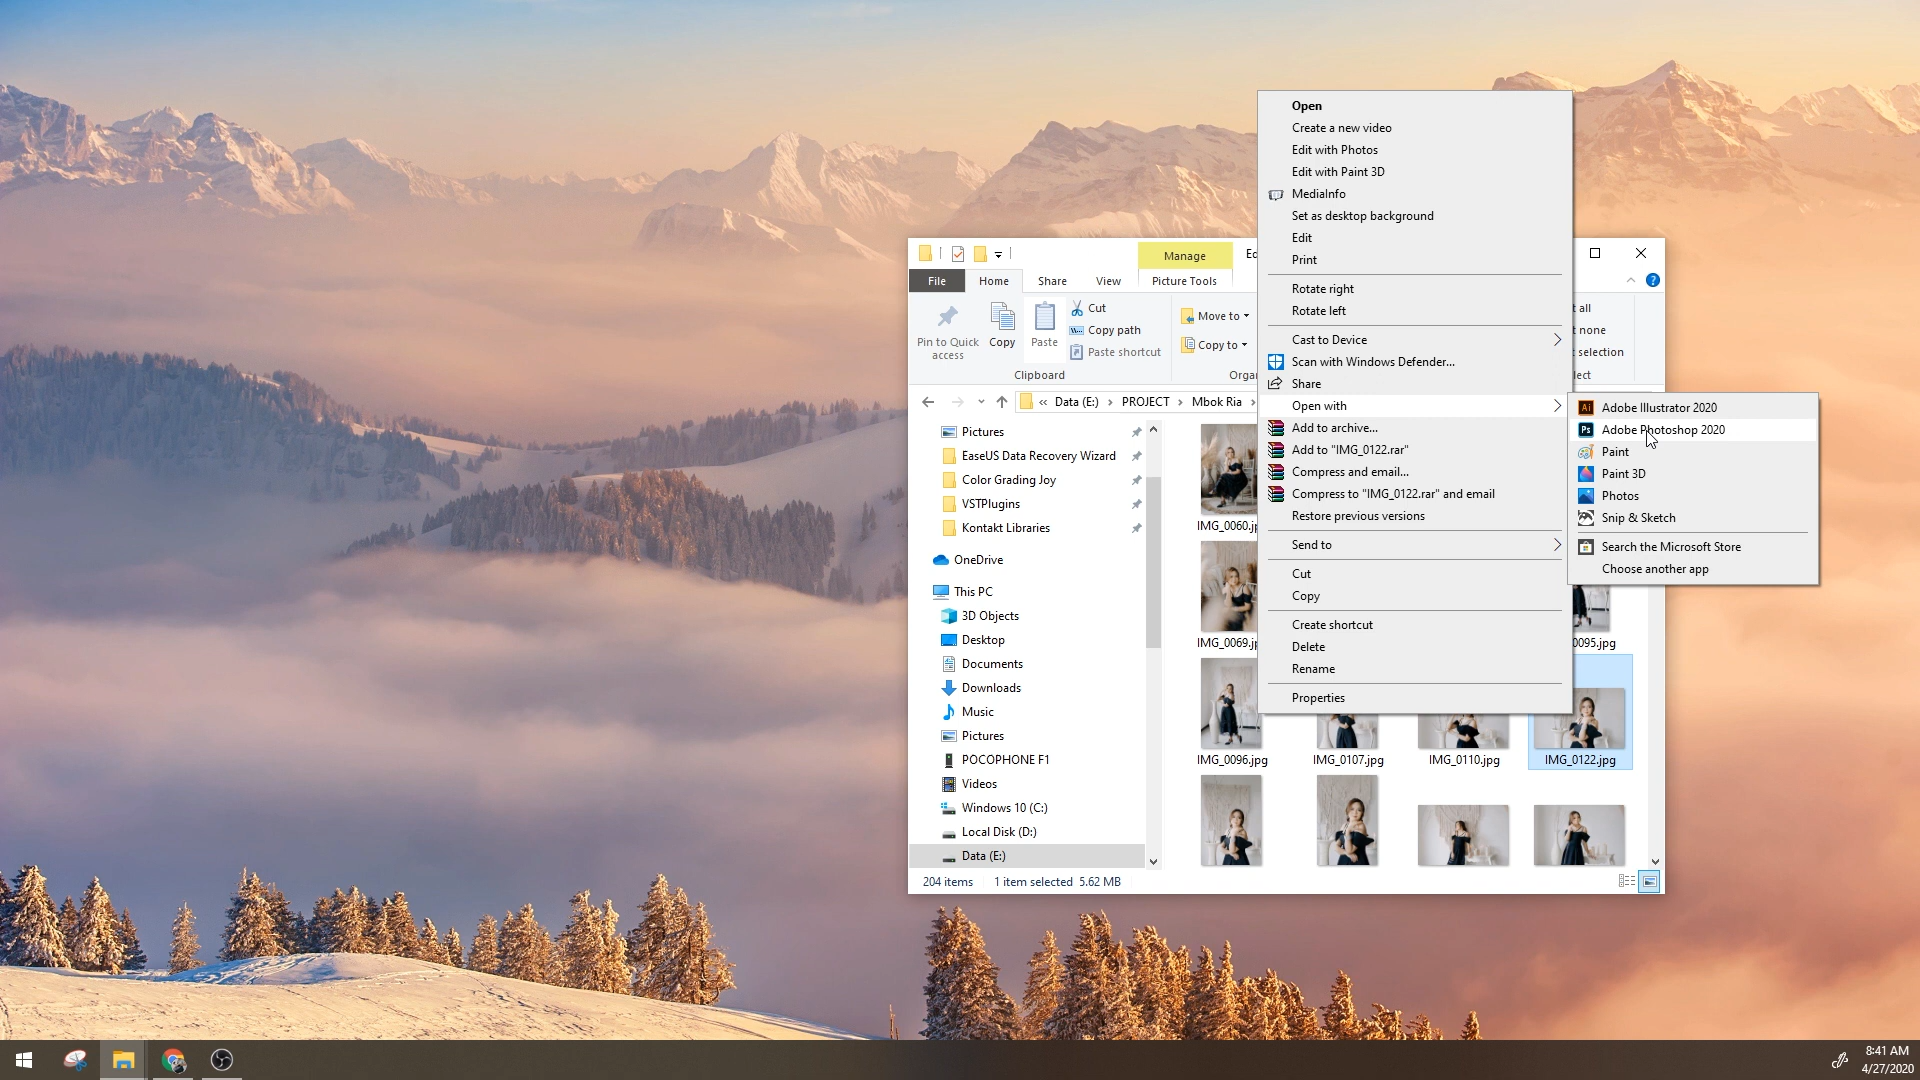 Open
Create a new video
Edit with Photos
Edit with Paint 3D
MediaInfo
Set as desktop background
Edit
Print
Rotate right
Rotate left
Cast to Device
Scan with Windows Defender...
Share
Open with
Add to archive...
Add to "IMG_0122.rar"
Compress and email...
Compress to "IMG_0122.rar" and email
Restore previous versions
Send to
Cut
Copy
Create shortcut
Delete
Rename
Properties
Adobe Illustrator 2020
Adobe Photoshop 2020
Paint
Paint 3D
Photos
Snip & Sketch
Search the Microsoft Store
Choose another app
Manage
File
Home
Share
View
Picture Tools
Pin to Quick
access
Copy
Paste
Cut
Copy path
Paste shortcut
Clipboard
Move to
Copy to
all
selection
Data (E:)
PROJECT
Mbok Ria
Pictures
EaseUS Data Recovery Wizard
Color Grading Joy
VSTPlugins
Kontakt Libraries
OneDrive
This PC
3D Objects
Desktop
Documents
Downloads
Music
Pictures
POCOPHONE F1
Videos
Windows 10 (C:)
Local Disk (D:)
Data (E:)
IMG_0060.jp
IMG_0069.jp
0095.jpg
IMG_0096.jpg
IMG_0107.jpg
IMG_0110.jpg
IMG_0122.jpg
204 items
1 item selected 5.62 MB
8:41 AM
4/27/2020